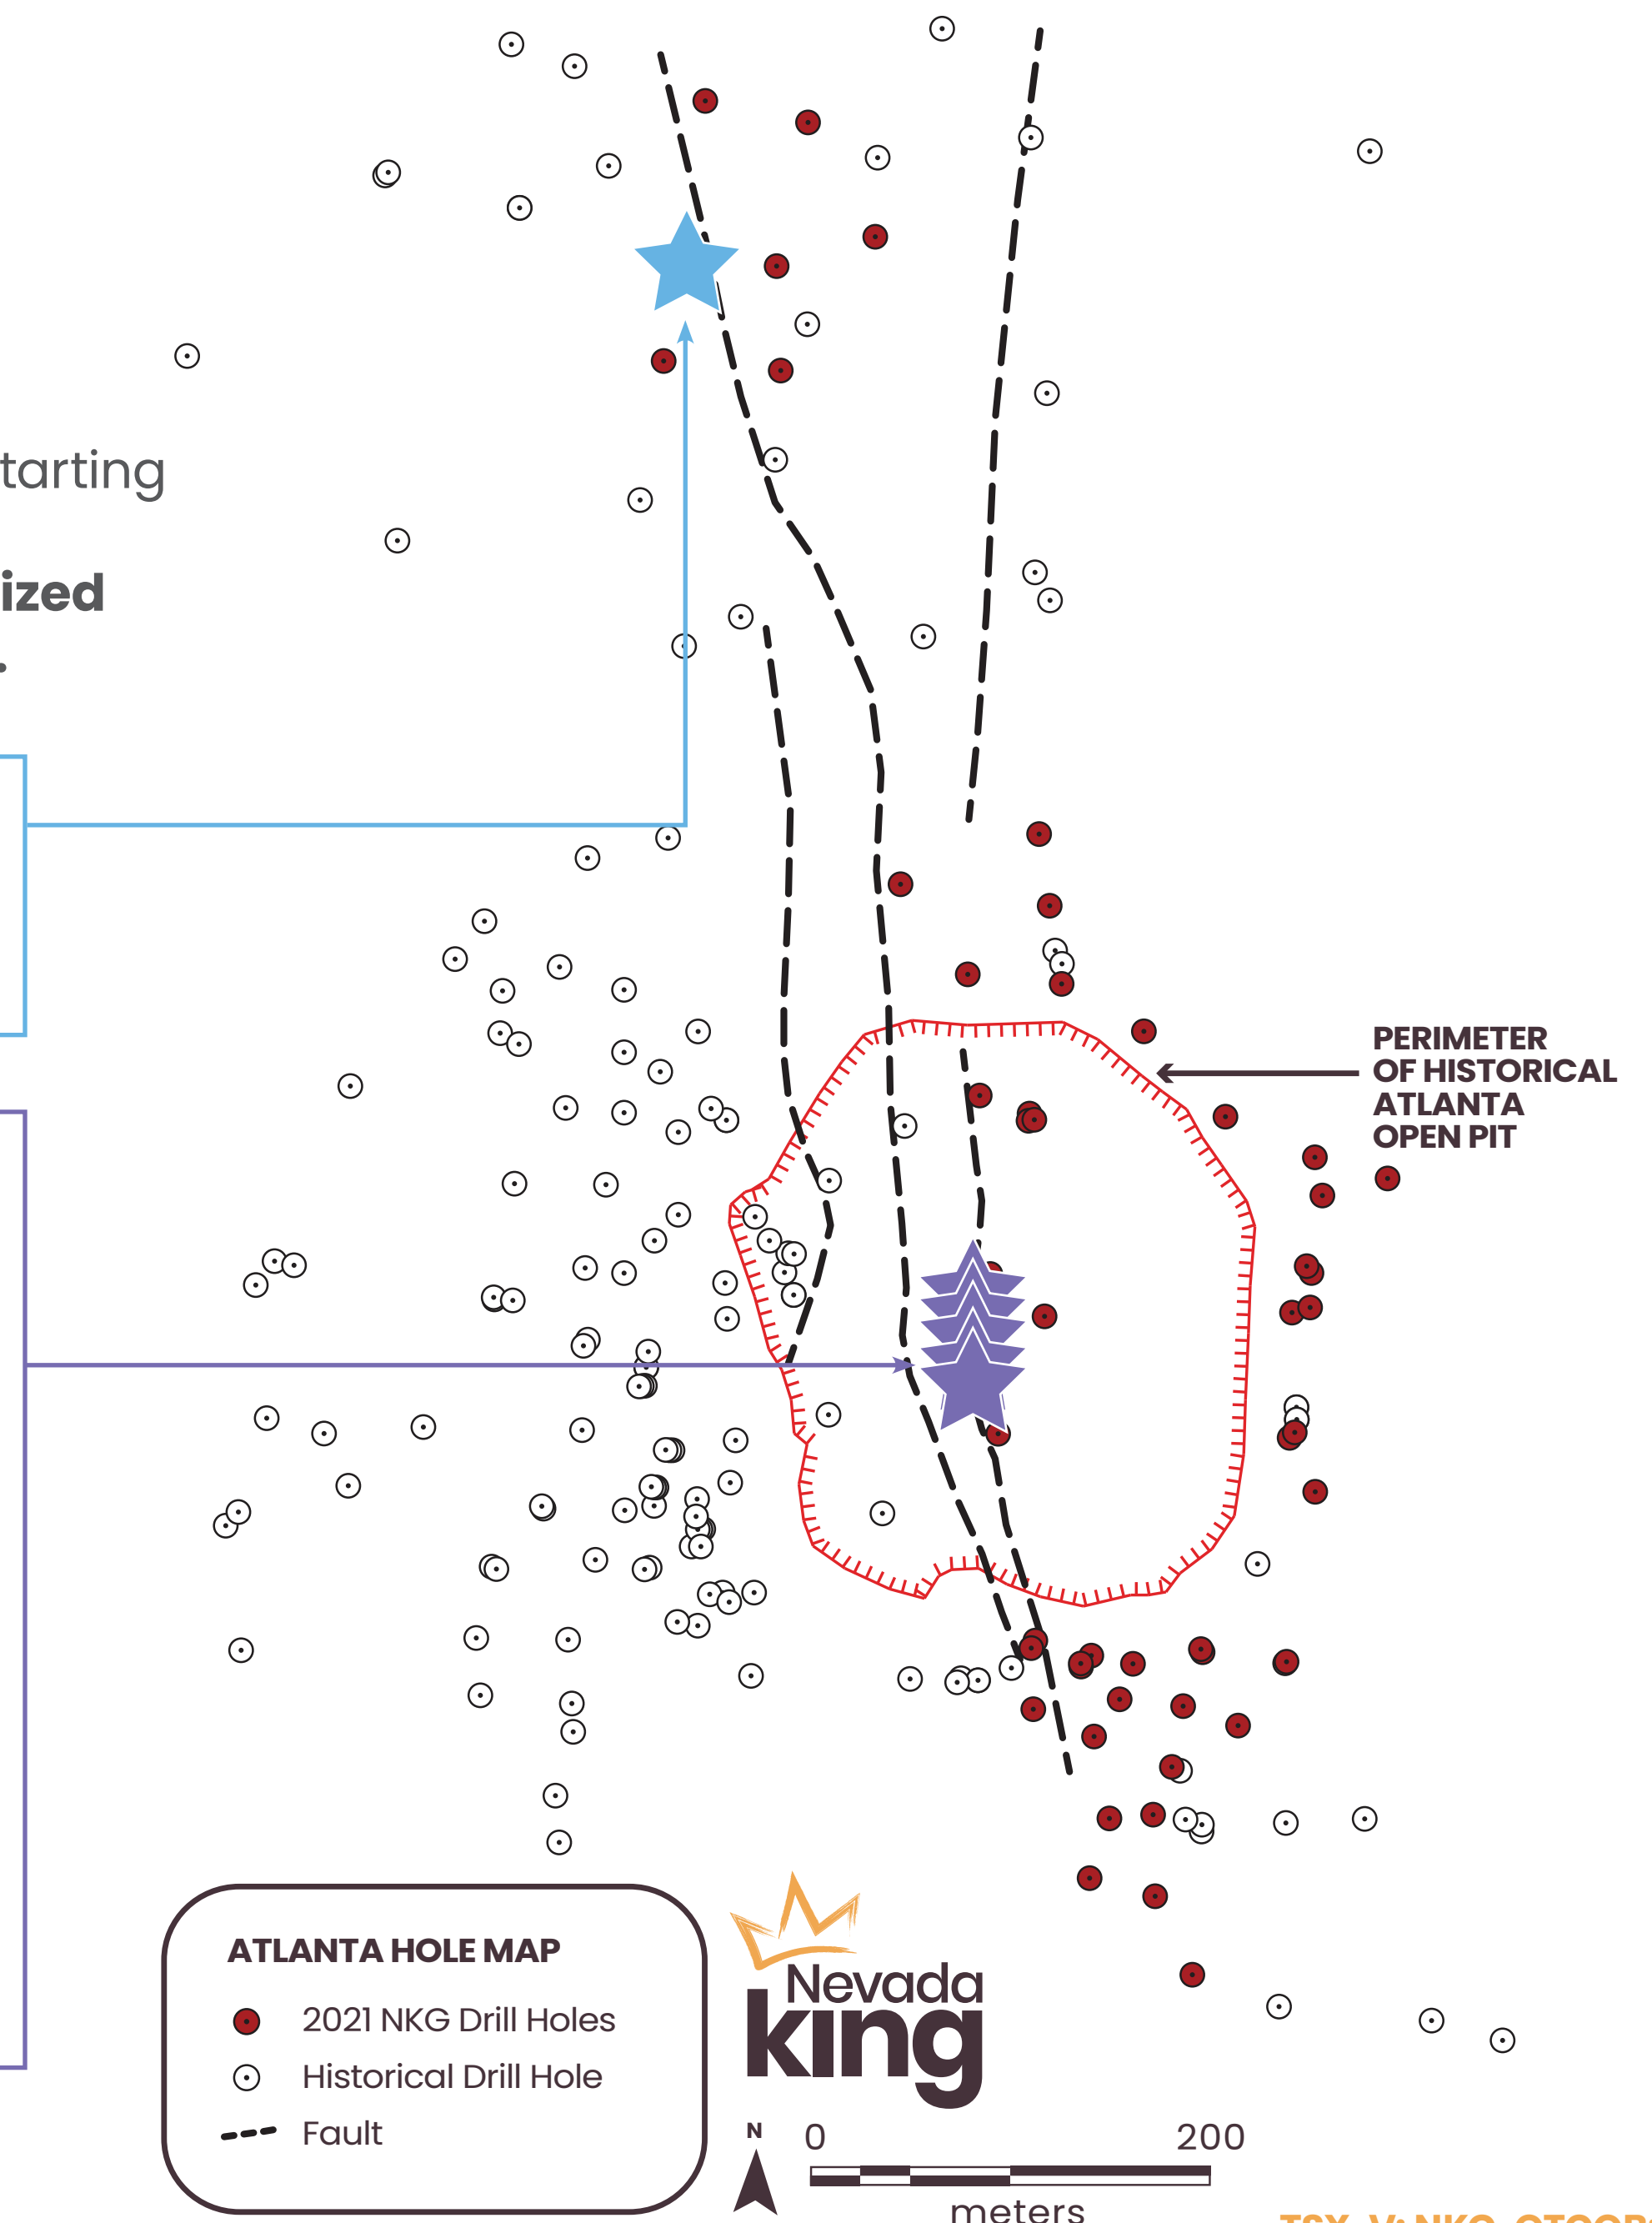 tarting
ized
.
PERIMETER
OF HISTORICAL
ATLANTA
OPEN PIT
ATLANTA HOLE MAP
2021 NKG Drill Holes
Historical Drill Hole
Fault
Nevada
king
N
0 200
meters